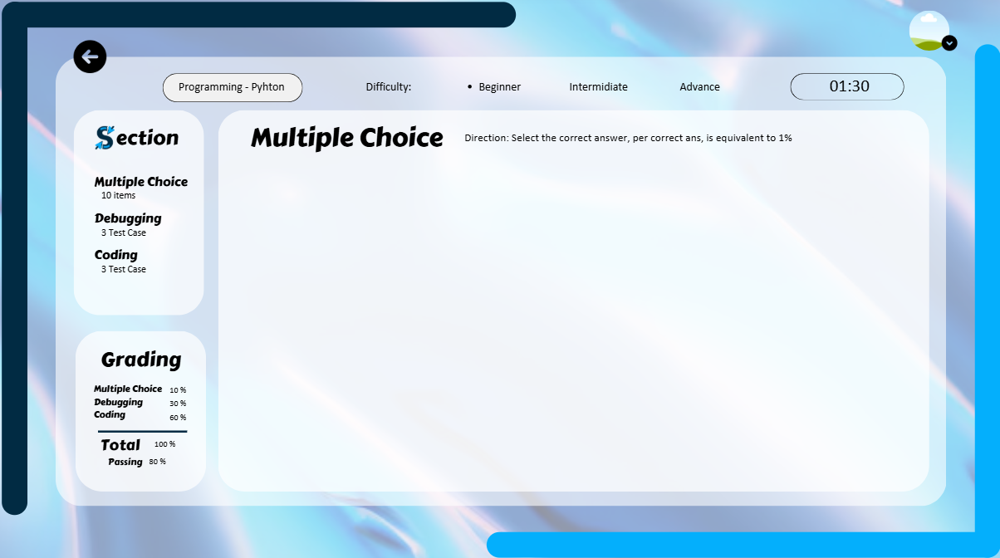 Programming - Pyhton
Difficulty:
• Beginner
Intermidiate
Advance
01:30
Section
Multiple Choice
10 items
Debugging
3 Test Case
Coding
3 Test Case
Multiple Choice
Direction: Select the correct answer, per correct ans, is equivalent to 1%
Grading
Multiple Choice 10 %
Debugging 30 %
Coding 60 %
Total 100 %
Passing 80 %